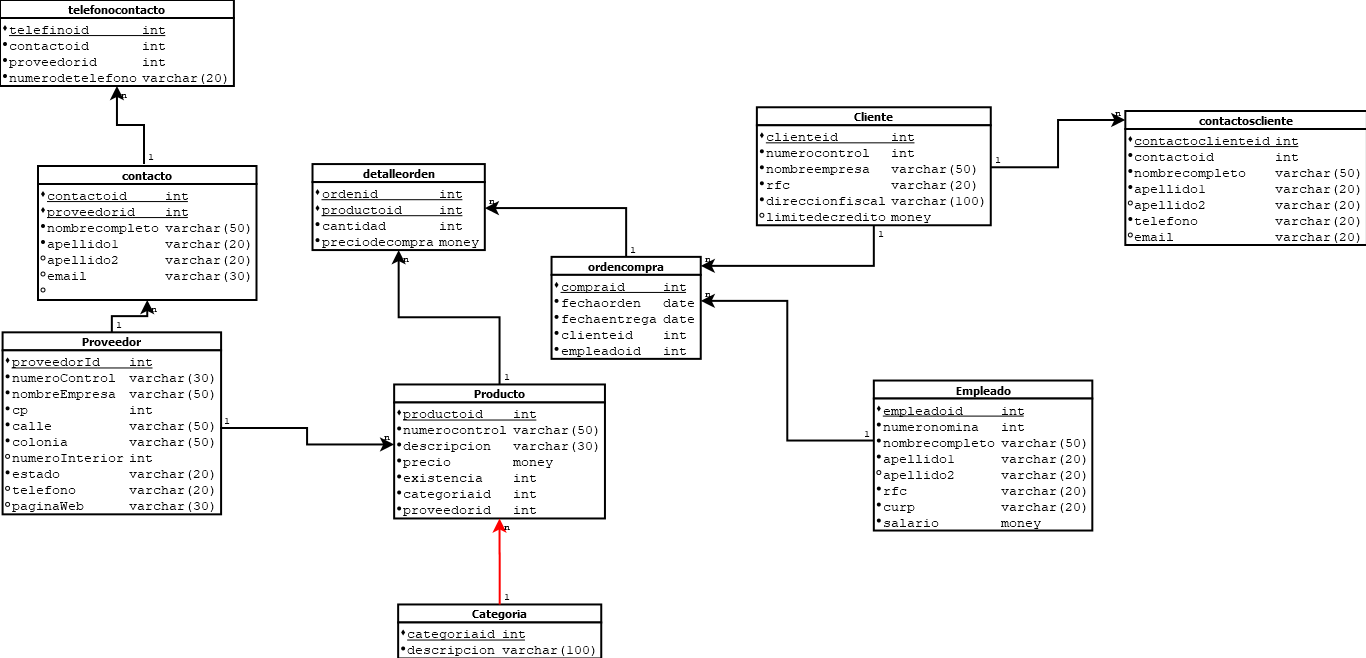 telefonocontacto
telefinoid int
contactoid int
proveedorid int
numerodetelefono varchar(20)
n
1
contacto
contactoid int
proveedorid int
nombrecompleto varchar(50)
apellido1 varchar(20)
apellido2 varchar(20)
email varchar(30)
n
1
Proveedor
proveedorId int
numeroControl varchar(30)
nombreEmpresa varchar(50)
cp int
calle varchar(50)
colonia varchar(50)
numeroInterior int
estado varchar(20)
telefono varchar(20)
paginaWeb varchar(30)
1
n
detalleorden
ordenid int
productoid int
cantidad int
preciodecompra money
n
n
1
1
Producto
productoid int
numerocontrol varchar(50)
descripcion varchar(30)
precio money
existencia int
categoriaid int
proveedorid int
n
1
Categoria
categoriaid int
descripcion varchar(100)
ordencompra
compraid int
fechaorden date
fechaentrega date
clienteid int
empleadoid int
n
n
1
1
Cliente
clienteid int
numerocontrol int
nombreempresa varchar(50)
rfc varchar(20)
direccionfiscal varchar(100)
limitedecredito money
1
n
contactoscliente
contactoclienteid int
contactoid int
nombrecompleto varchar(50)
apellido1 varchar(20)
apellido2 varchar(20)
telefono varchar(20)
email varchar(20)
Empleado
empleadoid int
numeronomina int
nombrecompleto varchar(50)
apellido1 varchar(20)
apellido2 varchar(20)
rfc varchar(20)
curp varchar(20)
salario money